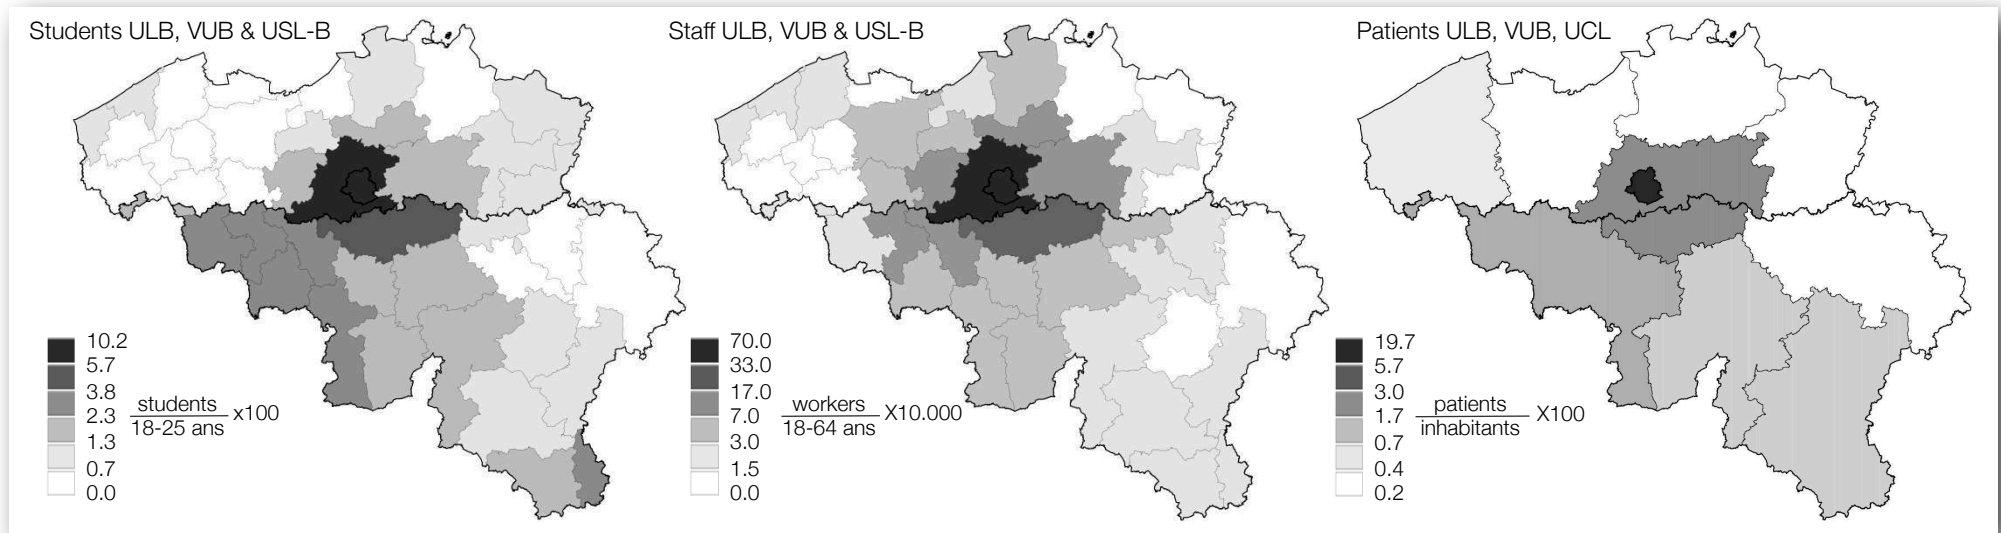 Students ULB, VUB & USL-B
10.2
5.7
3.8
2.3
1.3
0.7
0.0
students
18-25 ans
x100
Staff ULB, VUB & USL-B
70.0
33.0
17.0
7.0
3.0
1.5
0.0
workers
18-64 ans
X10.000
Patients ULB, VUB, UCL
19.7
5.7
3.0
1.7
0.7
0.4
0.2
patients
inhabitants
X100